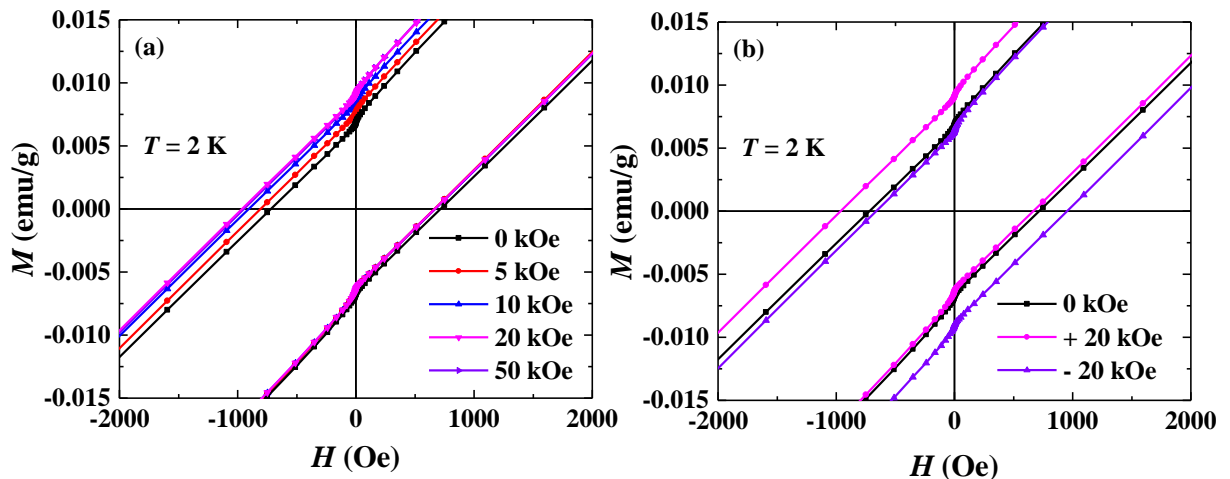 (a)
T = 2 K
M (emu/g)
0.015
0.010
0.005
0.000
-0.005
-0.010
-0.015
-2000 -1000 0 1000 2000
H (Oe)
0 kOe
5 kOe
10 kOe
20 kOe
50 kOe
(b)
T = 2 K
M (emu/g)
0.015
0.010
0.005
0.000
-0.005
-0.010
-0.015
-2000 -1000 0 1000 2000
H (Oe)
0 kOe
+ 20 kOe
- 20 kOe